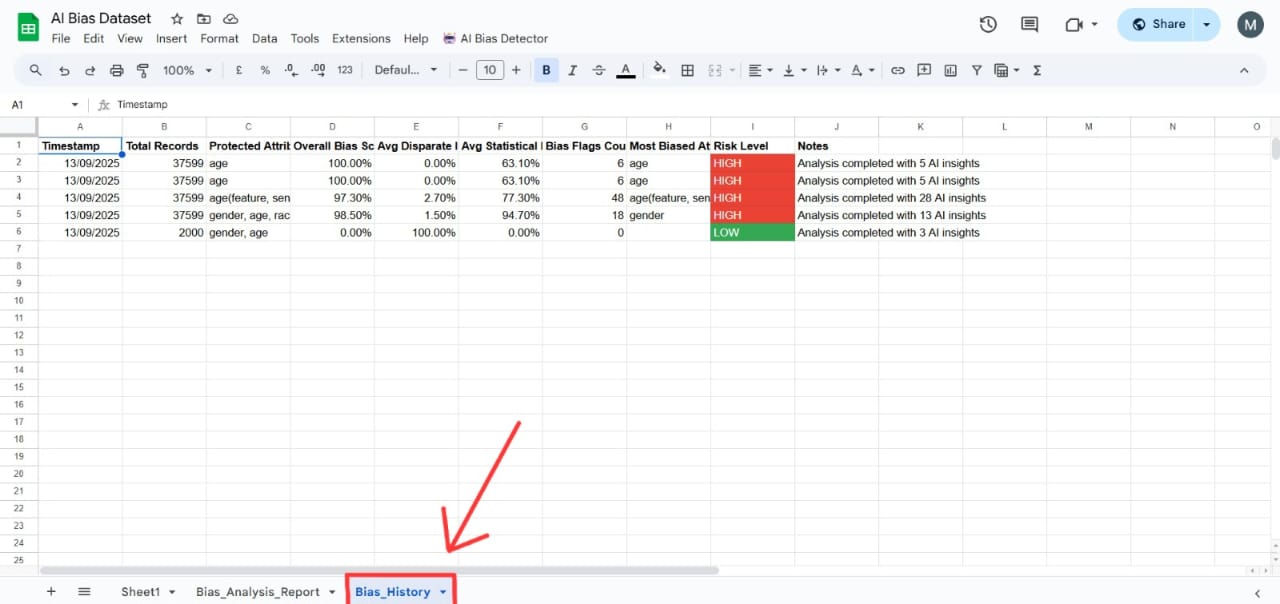 AI Bias Dataset
File Edit View Insert Format Data Tools Extensions Help AI Bias Detector
Share
M
100% £ % .0 .00 123 Defaul... 10 B I S A Σ
A1 fx Timestamp
A B C D E F G H I J K L M N O
1 Timestamp Total Records Protected Attrib Overall Bias Sc Avg Disparate I Avg Statistical Bias Flags Cou Most Biased At Risk Level Notes
2 13/09/2025 37599 age 100.00% 0.00% 63.10% 6 age HIGH Analysis completed with 5 AI insights
3 13/09/2025 37599 age 100.00% 0.00% 63.10% 6 age HIGH Analysis completed with 5 AI insights
4 13/09/2025 37599 age(feature, sen 97.30% 2.70% 77.30% 48 age(feature, sen HIGH Analysis completed with 28 AI insights
5 13/09/2025 37599 gender, age, rac 98.50% 1.50% 94.70% 18 gender HIGH Analysis completed with 13 AI insights
6 13/09/2025 2000 gender, age 0.00% 100.00% 0.00% 0 LOW Analysis completed with 3 AI insights
7
8
9
10
11
12
13
14
15
16
17
18
19
20
21
22
23
24
25
Sheet1 Bias_Analysis_Report Bias_History